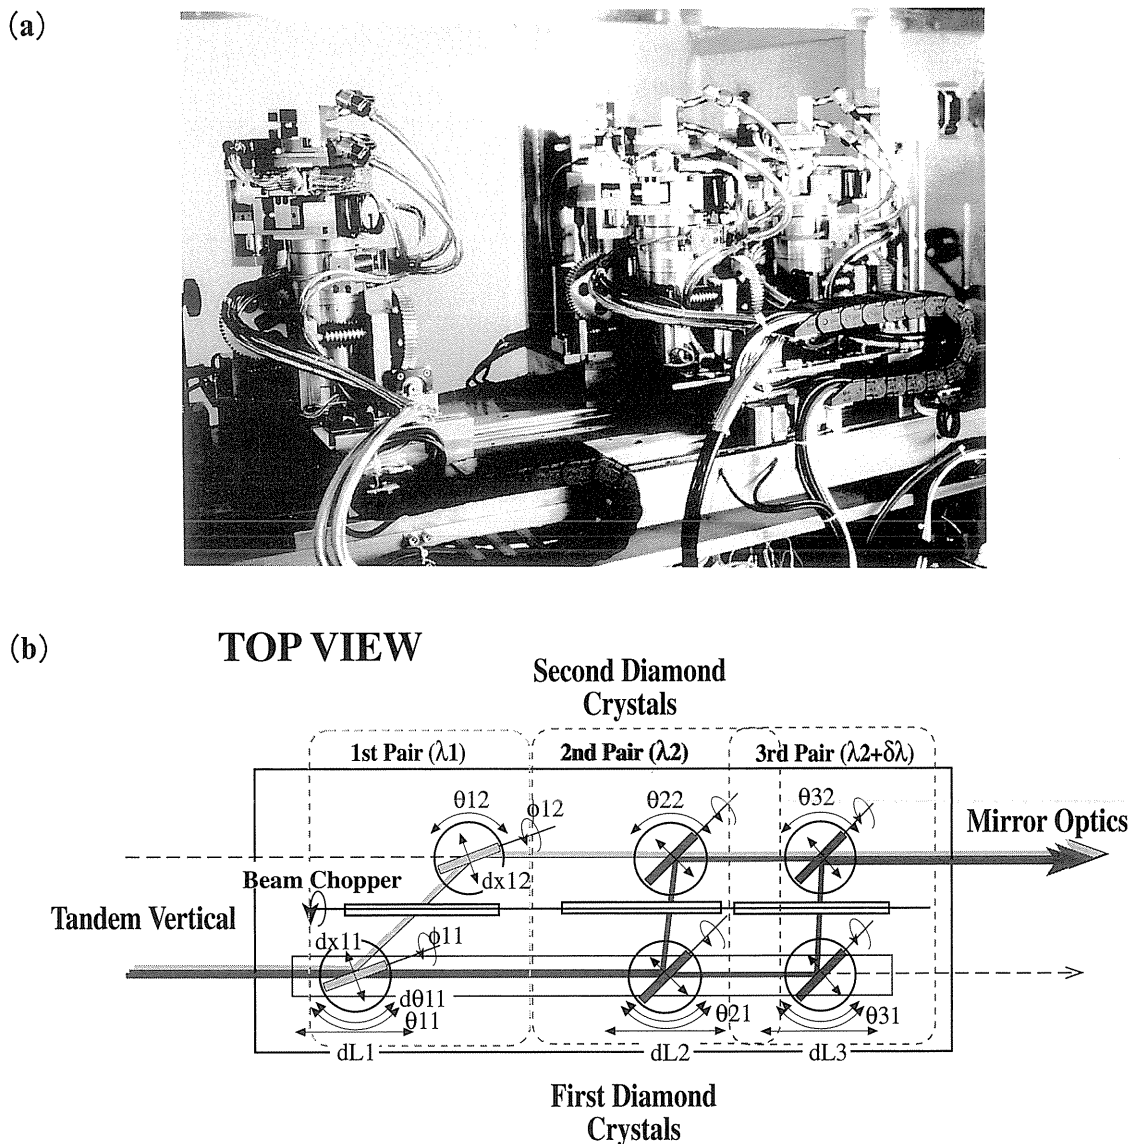 (a)
(b)
TOP VIEW
Second Diamond
Crystals
1st Pair (λ1)
2nd Pair (λ2)
3rd Pair (λ2+δλ)
θ12
ϕ12
θ22
θ32
Mirror Optics
dx12
Beam Chopper
Tandem Vertical
dx11
ϕ11
dθ11
θ11
θ21
θ31
dL1
dL2
dL3
First Diamond
Crystals